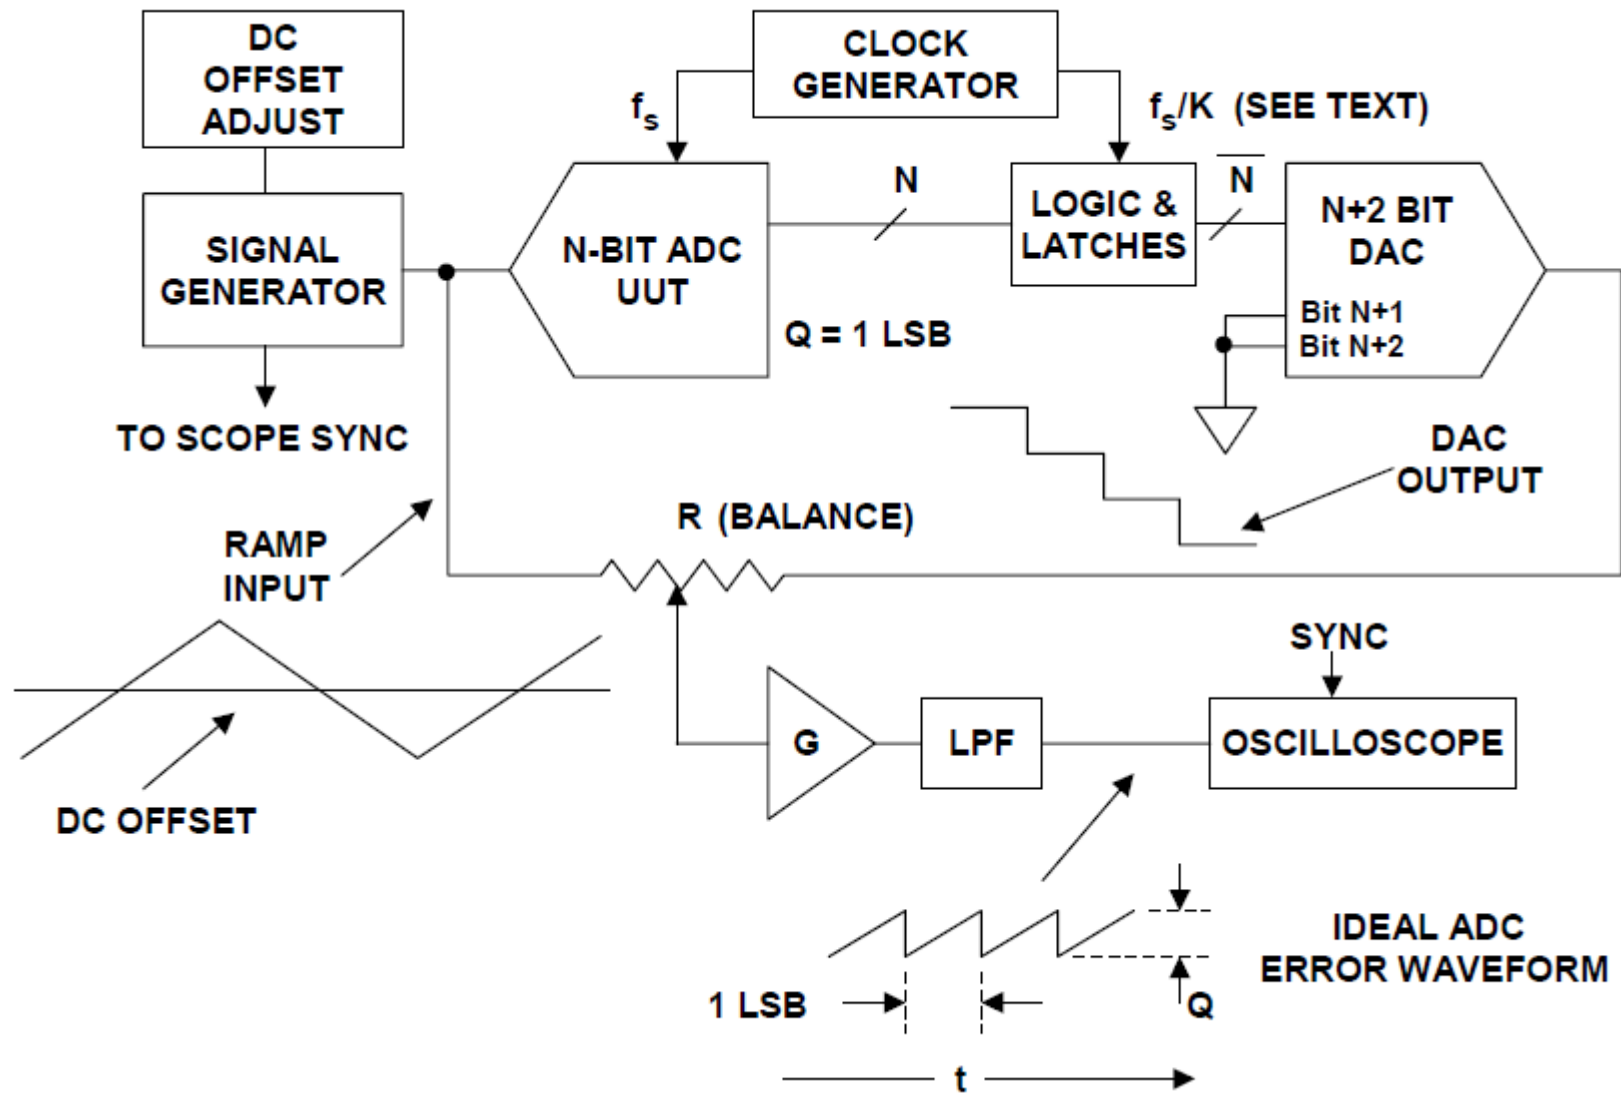 DC
OFFSET
ADJUST
CLOCK
GENERATOR
fs
fs/K (SEE TEXT)
SIGNAL
GENERATOR
N-BIT ADC
UUT
N
LOGIC &
LATCHES
N̅
N+2 BIT
DAC
Bit N+1
Bit N+2
Q = 1 LSB
TO SCOPE SYNC
DAC
OUTPUT
R (BALANCE)
RAMP
INPUT
SYNC
G
LPF
OSCILLOSCOPE
DC OFFSET
IDEAL ADC
ERROR WAVEFORM
1 LSB
Q
t